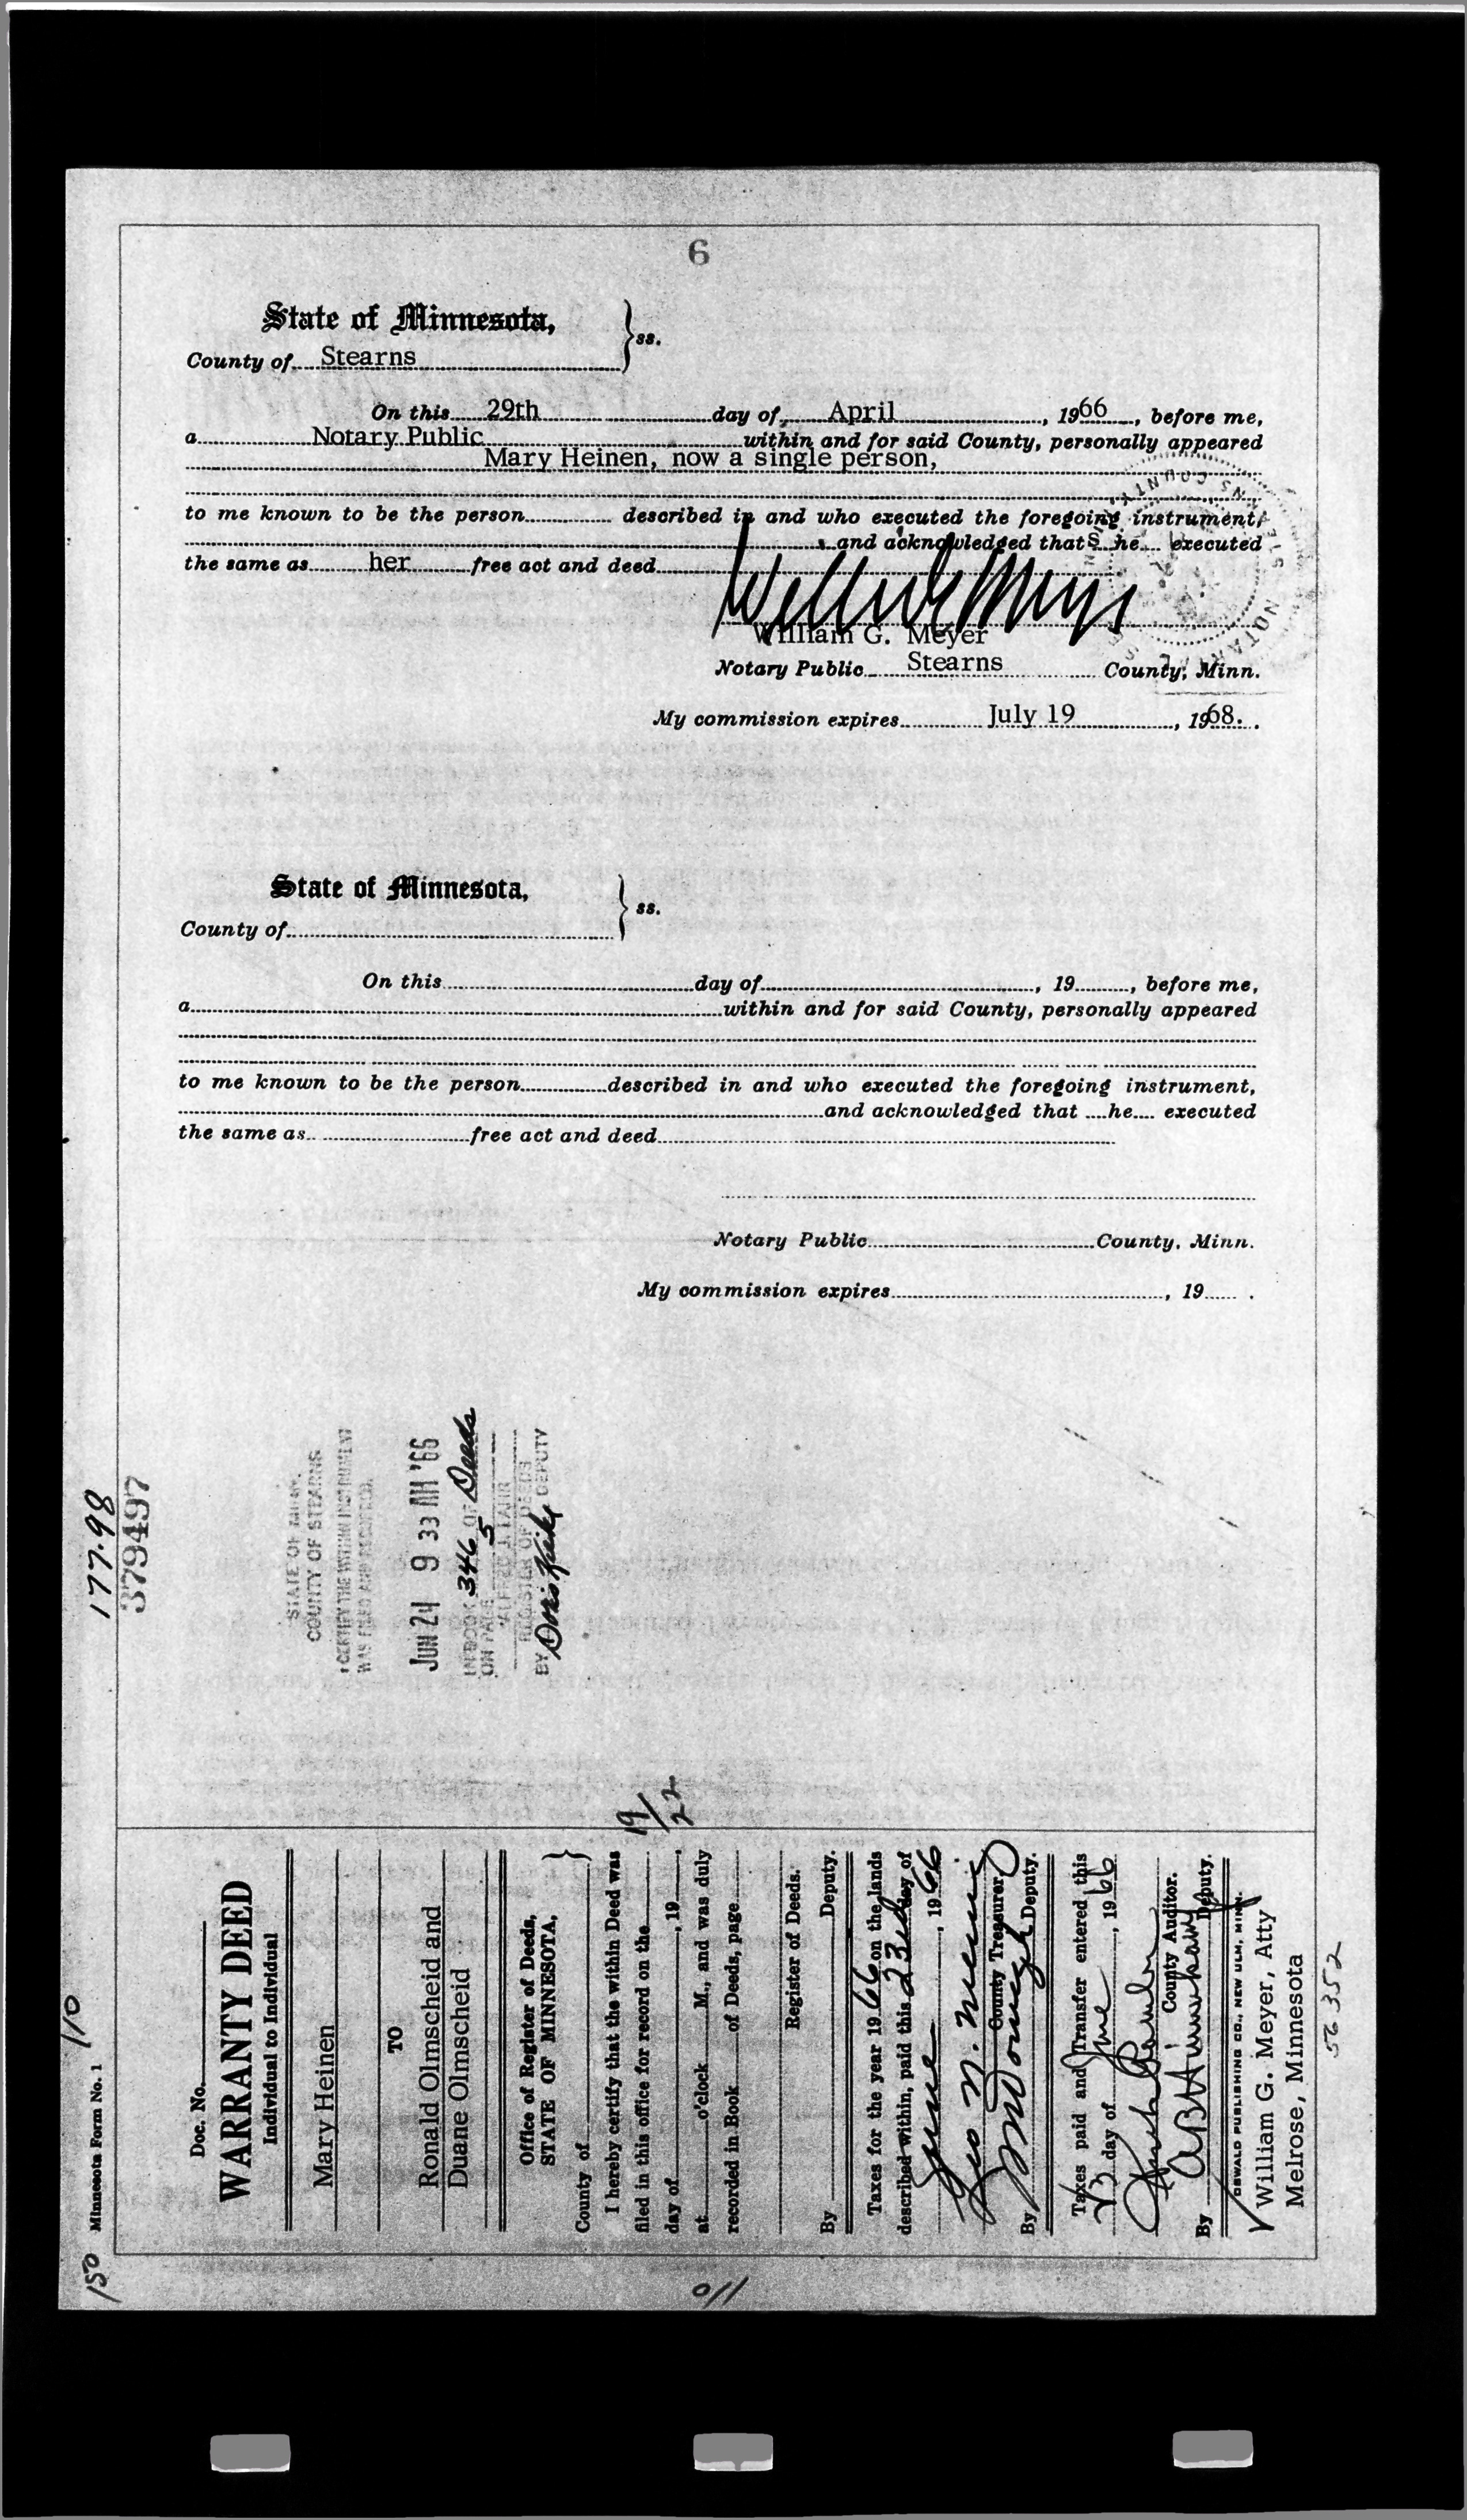 6
State of Minnesota,
County of Stearns } ss.
On this 29th day of April, 1966, before me,
a Notary Public within and for said County, personally appeared
Mary Heinen, now a single person,
to me known to be the person described in and who executed the foregoing instrument,
and acknowledged that she executed
the same as her free act and deed
William G. Meyer
Notary Public Stearns County, Minn.
My commission expires July 19, 1968.
State of Minnesota,
County of } ss.
On this day of , 19 , before me,
a within and for said County, personally appeared
to me known to be the person described in and who executed the foregoing instrument,
and acknowledged that he executed
the same as free act and deed
Notary Public County, Minn.
My commission expires , 19 .
177-98
379497
STATE OF MINN.
COUNTY OF STEARNS
I CERTIFY THE WITHIN INSTRUMENT
WAS FILED AND RECORDED.
JUN 24 9 33 AM '66
IN BOOK 346 OF Deeds
ON PAGE 5
REGISTER OF DEEDS
BY Doris DEPUTY
19/22
150 Minnesota Form No. 1 110
Doc. No.
WARRANTY DEED
Individual to Individual
Mary Heinen
TO
Ronald Olmscheid and
Duane Olmscheid
Office of Register of Deeds,
STATE OF MINNESOTA,
County of }
I hereby certify that the within Deed was
filed in this office for record on the
day of , 19 ,
at o'clock M., and was duly
recorded in Book of Deeds, page
Register of Deeds.
By Deputy.
Taxes for the year 1966 on the lands
described within, paid this 23rd day of
June , 1966
County Treasurer
By Deputy.
Taxes paid and Transfer entered this
23 day of June , 1966
County Auditor.
By Deputy.
OSWALD PUBLISHING CO., NEW ULM, MINN.
William G. Meyer, Atty
Melrose, Minnesota
56352
110